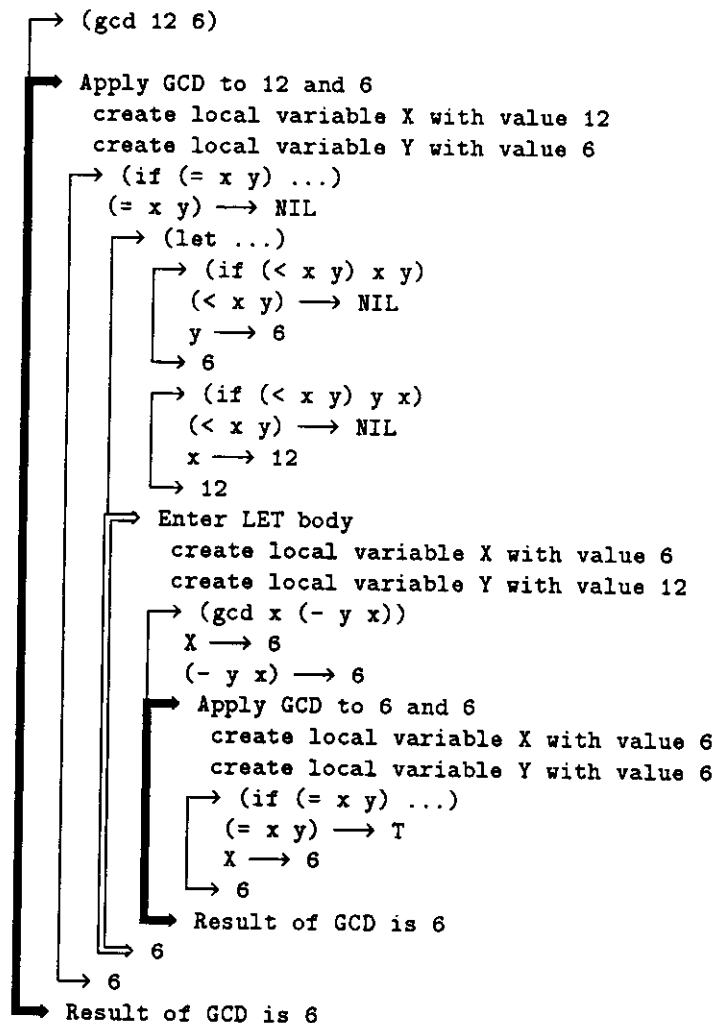 (gcd 12 6)
Apply GCD to 12 and 6
create local variable X with value 12
create local variable Y with value 6
(if (= x y) ...)
(= x y) ⟶ NIL
(let ...)
(if (< x y) x y)
(< x y) ⟶ NIL
y ⟶ 6
6
(if (< x y) y x)
(< x y) ⟶ NIL
x ⟶ 12
12
Enter LET body
create local variable X with value 6
create local variable Y with value 12
(gcd x (- y x))
X ⟶ 6
(- y x) ⟶ 6
Apply GCD to 6 and 6
create local variable X with value 6
create local variable Y with value 6
(if (= x y) ...)
(= x y) ⟶ T
X ⟶ 6
6
Result of GCD is 6
6
6
Result of GCD is 6